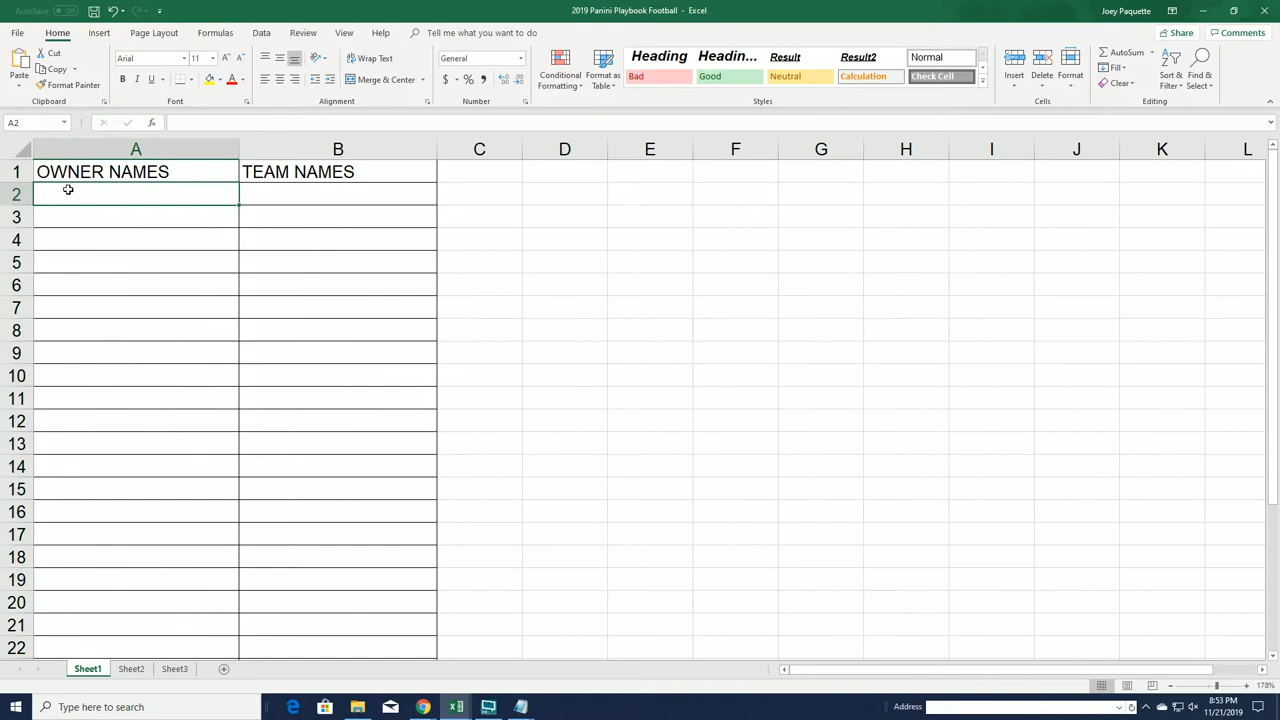 AutoSave Off
2019 Panini Playbook Football - Excel
Joey Paquette
File Home Insert Page Layout Formulas Data Review View Help Tell me what you want to do
Share Comments
Paste
Cut
Copy
Format Painter
Clipboard
Arial 11
B I U
Font
Wrap Text
Merge & Center
Alignment
General
$ % ,
Number
Conditional Formatting
Format as Table
Heading Headin... Result Result2 Normal
Bad Good Neutral Calculation Check Cell
Styles
Insert Delete Format
Cells
AutoSum
Fill
Clear
Sort & Filter
Find & Select
Editing
A2
fx
A B C D E F G H I J K L
1 OWNER NAMES TEAM NAMES
2
3
4
5
6
7
8
9
10
11
12
13
14
15
16
17
18
19
20
21
22
Sheet1 Sheet2 Sheet3
178%
Type here to search
Address
8:53 PM
11/21/2019